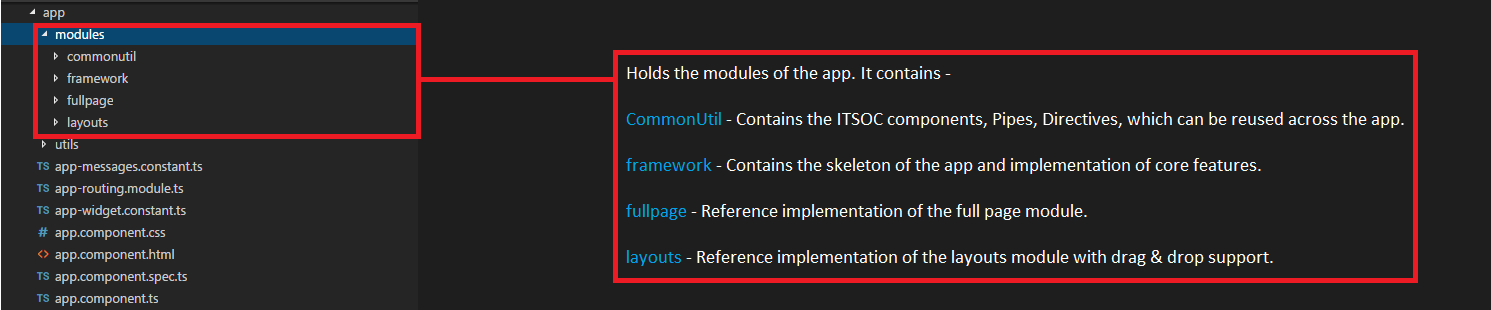 app
modules
commonutil
framework
fullpage
layouts
utils
TS app-messages.constant.ts
TS app-routing.module.ts
TS app-widget.constant.ts
# app.component.css
<> app.component.html
TS app.component.spec.ts
TS app.component.ts
Holds the modules of the app. It contains -
CommonUtil - Contains the ITSOC components, Pipes, Directives, which can be reused across the app.
framework - Contains the skeleton of the app and implementation of core features.
fullpage - Reference implementation of the full page module.
layouts - Reference implementation of the layouts module with drag & drop support.